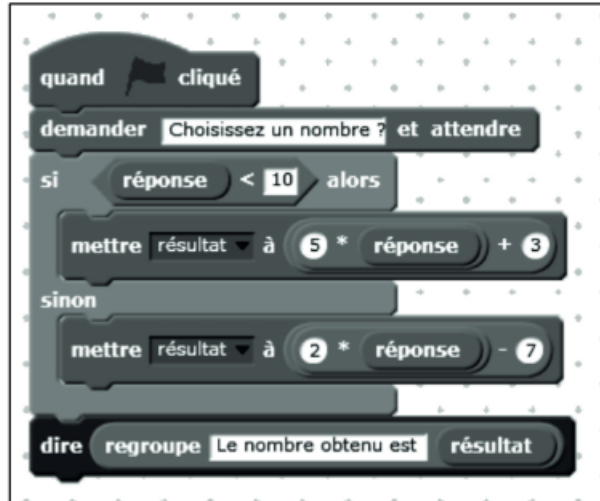 quand cliqué
demander Choisissez un nombre ? et attendre
si réponse < 10 alors
mettre résultat à 5 * réponse + 3
sinon
mettre résultat à 2 * réponse - 7
dire regroupe Le nombre obtenu est résultat